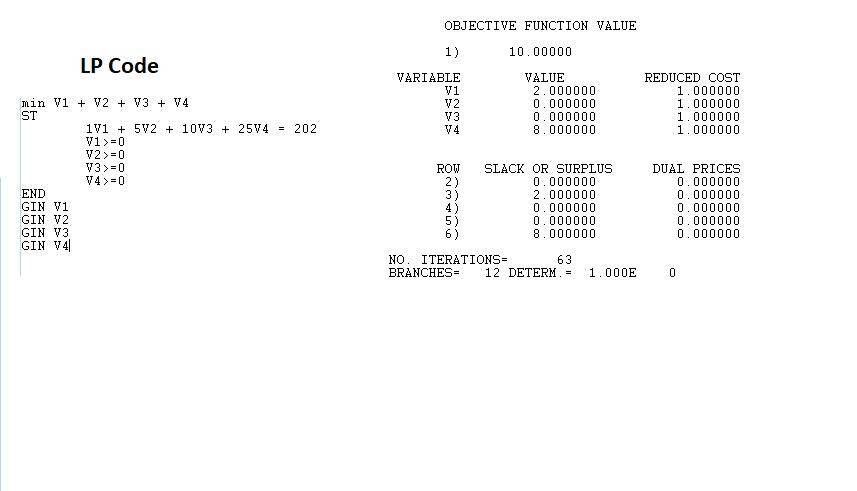 LP Code
min V1 + V2 + V3 + V4
ST
1V1 + 5V2 + 10V3 + 25V4 = 202
V1>=0
V2>=0
V3>=0
V4>=0
END
GIN V1
GIN V2
GIN V3
GIN V4
OBJECTIVE FUNCTION VALUE
1) 10.00000
VARIABLE VALUE REDUCED COST
V1 2.000000 1.000000
V2 0.000000 1.000000
V3 0.000000 1.000000
V4 8.000000 1.000000
ROW SLACK OR SURPLUS DUAL PRICES
2) 0.000000 0.000000
3) 2.000000 0.000000
4) 0.000000 0.000000
5) 0.000000 0.000000
6) 8.000000 0.000000
NO. ITERATIONS= 63
BRANCHES= 12 DETERM.= 1.000E 0